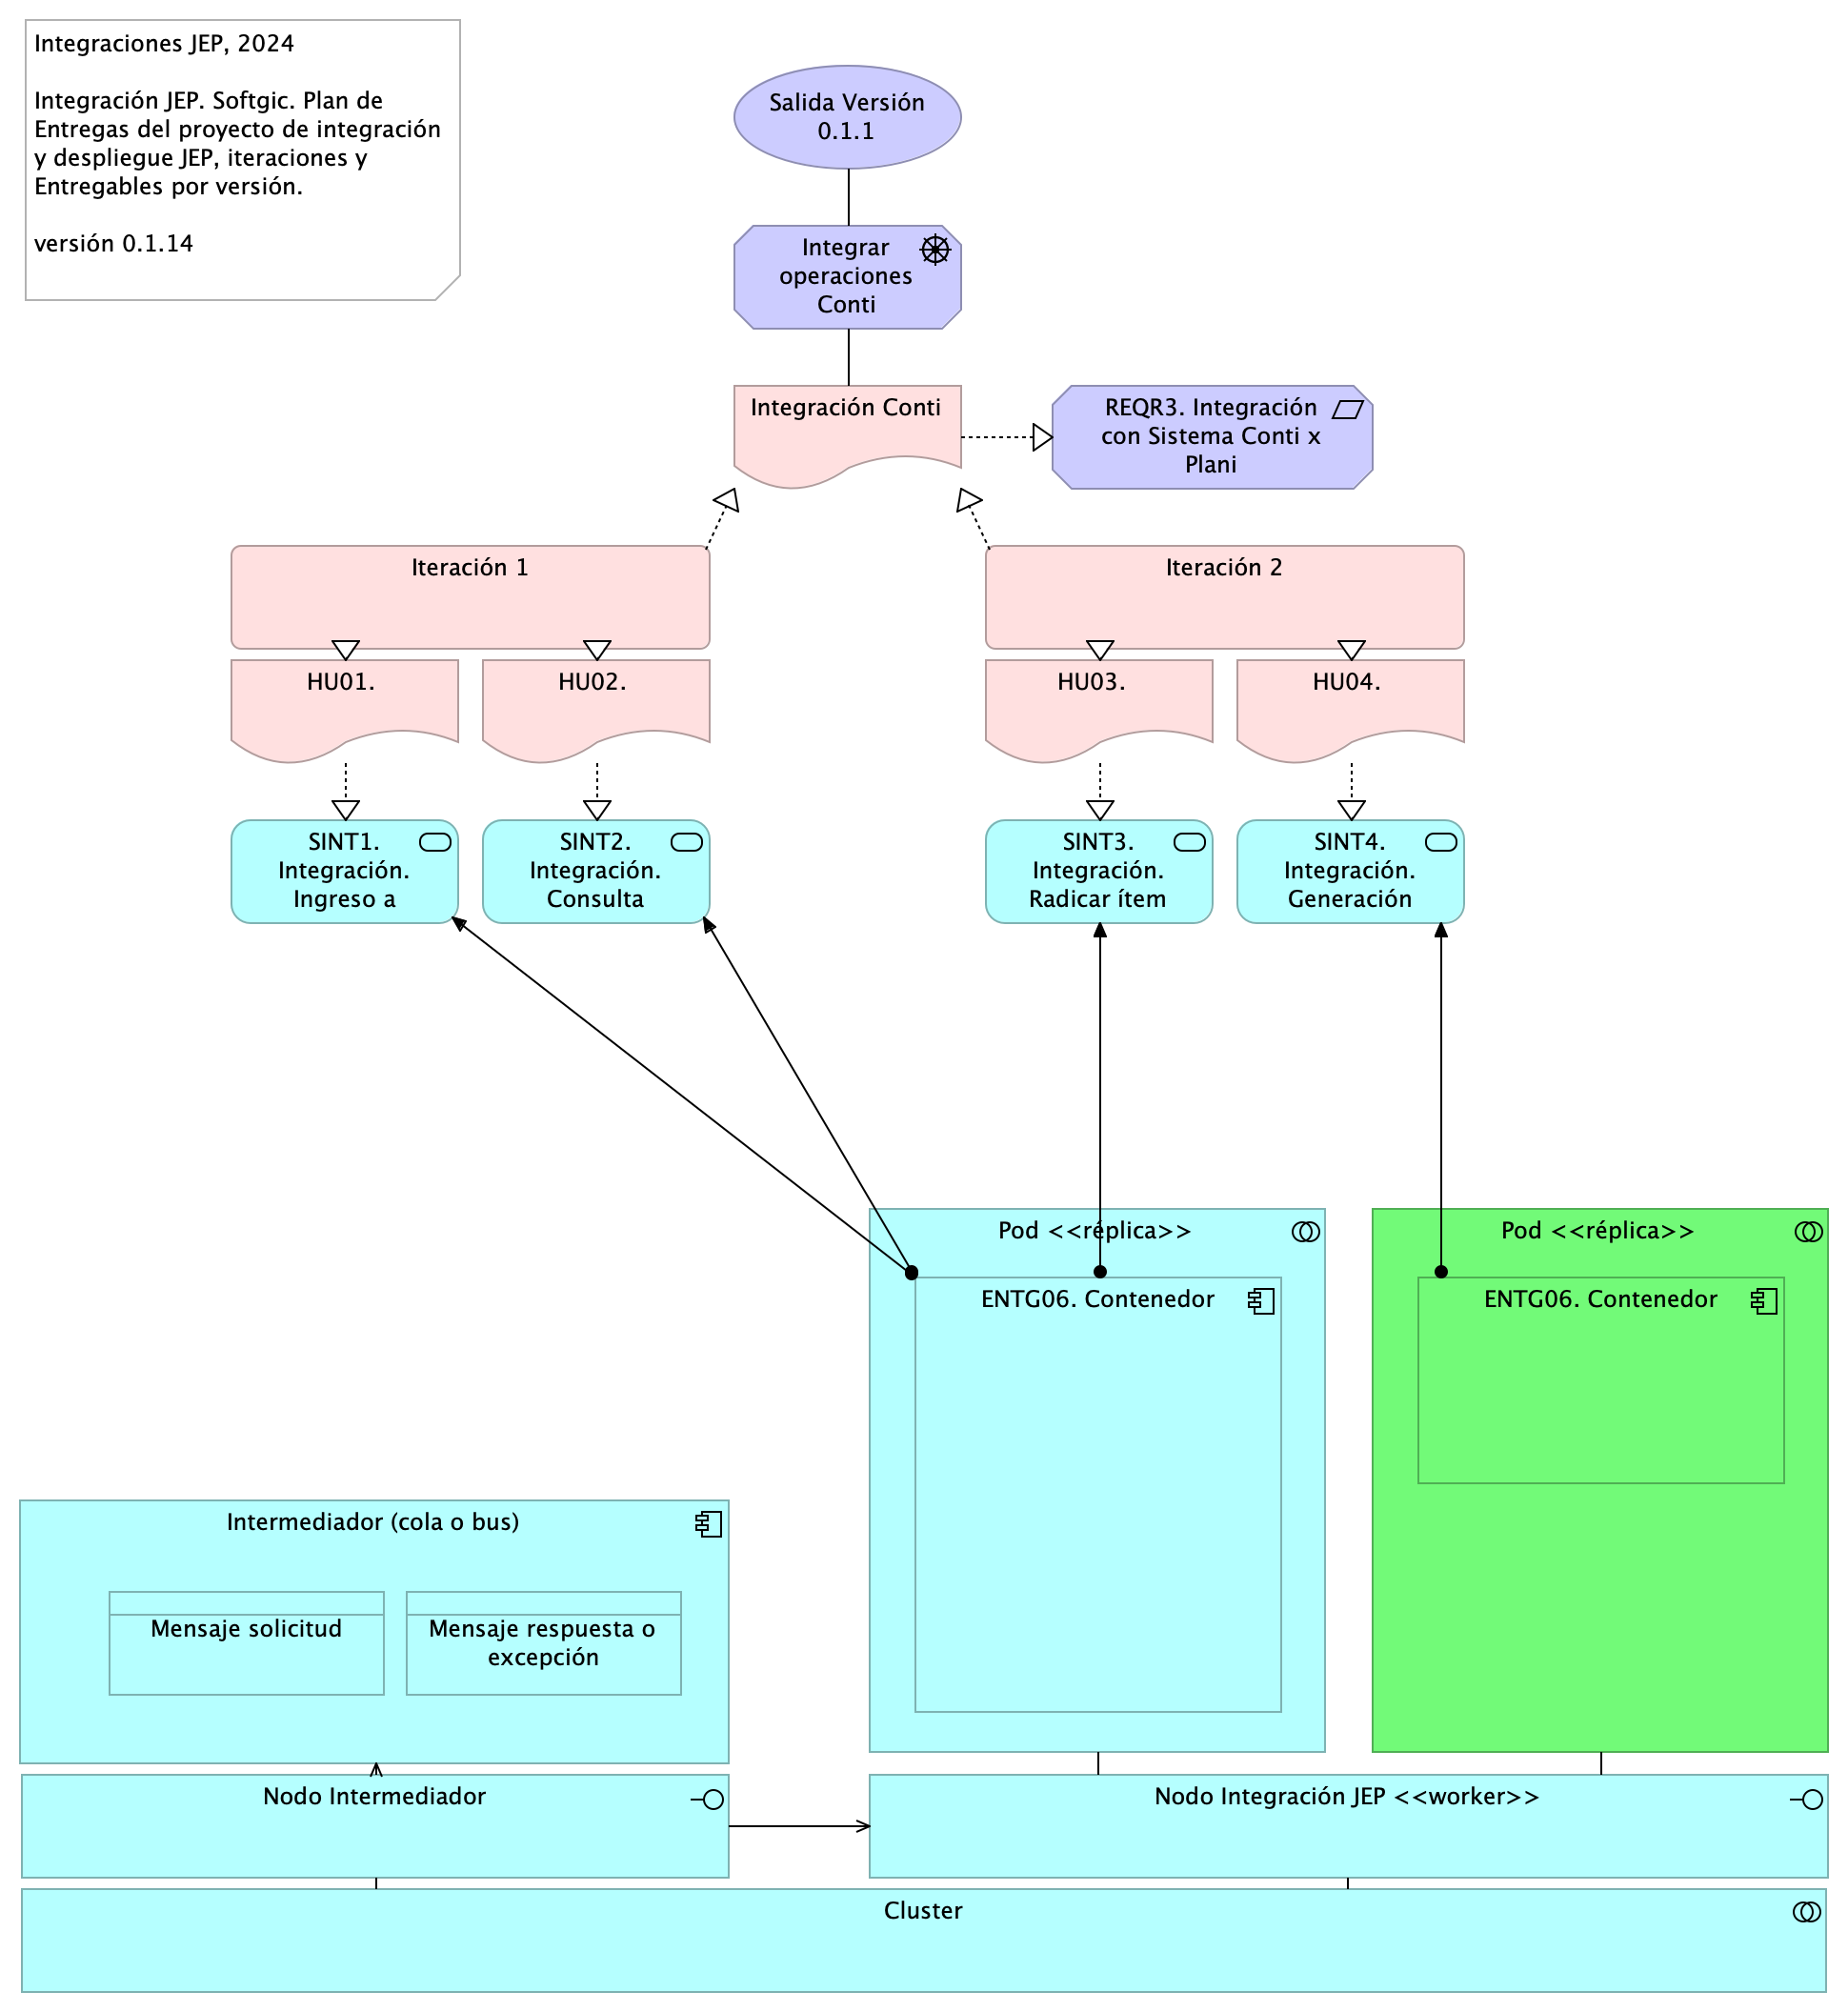 Integraciones JEP, 2024
Integración JEP. Softgic. Plan de
Entregas del proyecto de integración
y despliegue JEP, iteraciones y
Entregables por versión.
versión 0.1.14
Salida Versión
0.1.1
Integrar
operaciones
Conti
Integración Conti
REQR3. Integración
con Sistema Conti x
Plani
Iteración 1
Iteración 2
HU01.
HU02.
HU03.
HU04.
SINT1.
Integración.
Ingreso a
SINT2.
Integración.
Consulta
SINT3.
Integración.
Radicar ítem
SINT4.
Integración.
Generación
Pod <<réplica>>
Pod <<réplica>>
ENTG06. Contenedor
ENTG06. Contenedor
Intermediador (cola o bus)
Mensaje solicitud
Mensaje respuesta o
excepción
Nodo Intermediador
Nodo Integración JEP <<worker>>
Cluster